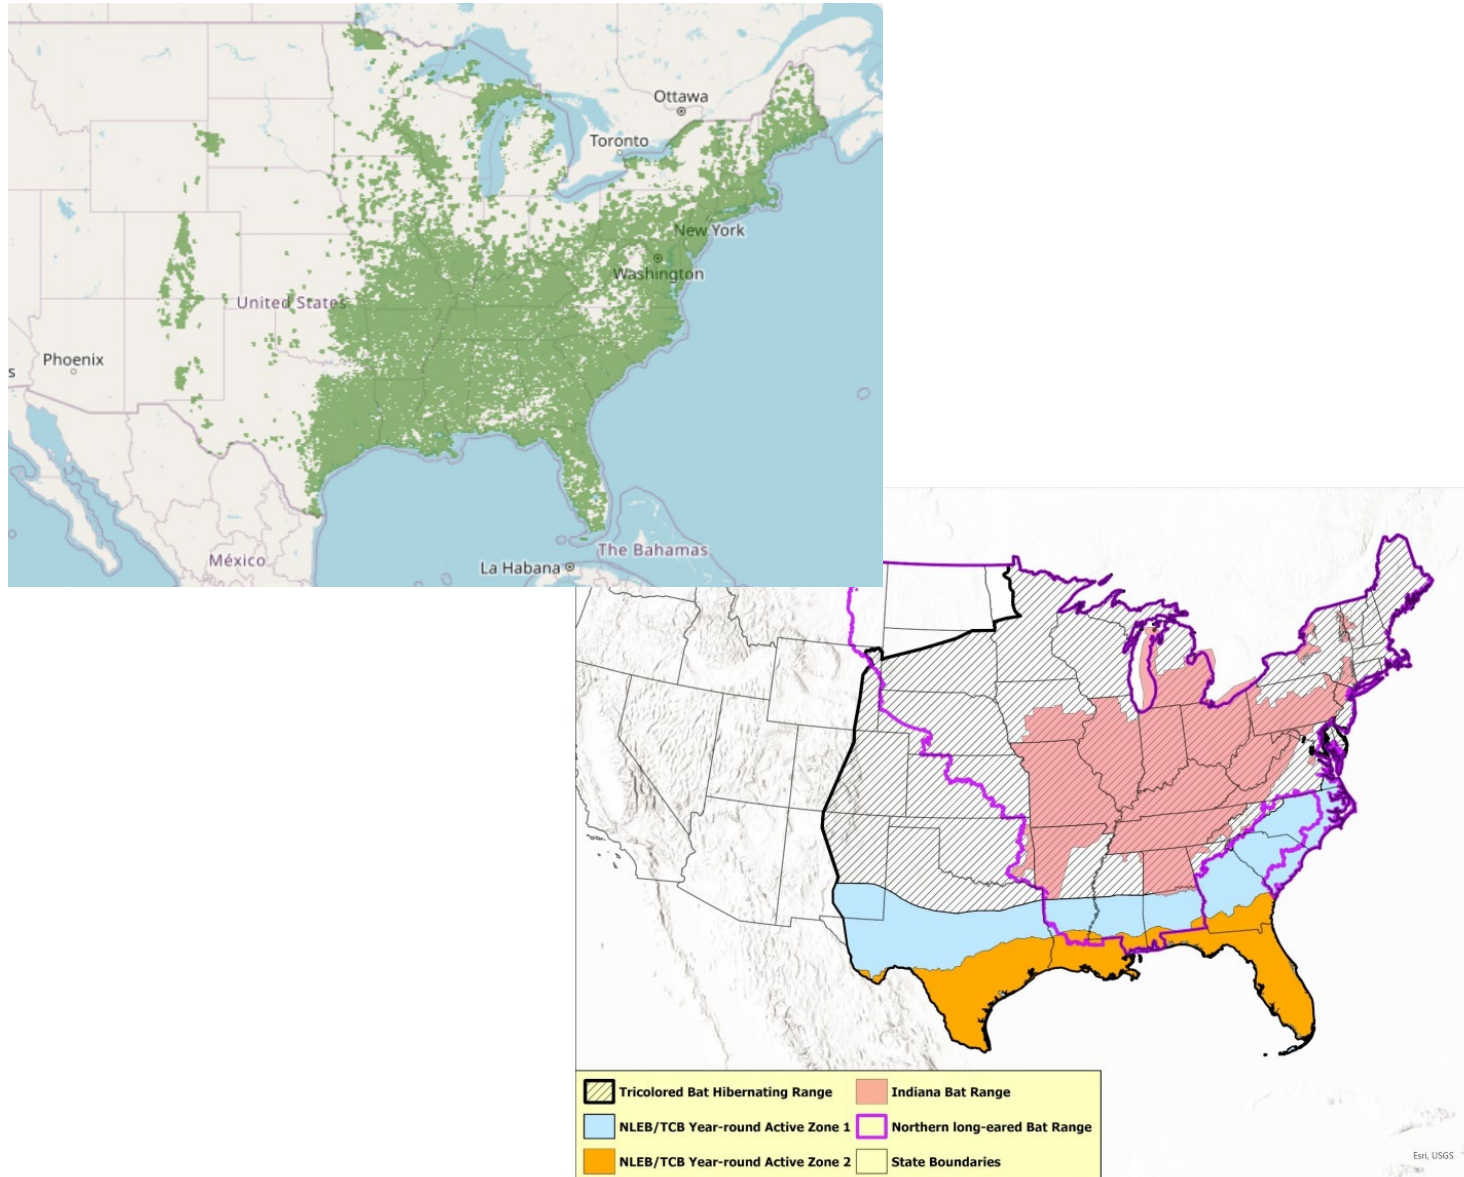 Ottawa
Toronto
New York
Washington
United States
Phoenix
s
México
The Bahamas
La Habana
Tricolored Bat Hibernating Range
Indiana Bat Range
NLEB/TCB Year-round Active Zone 1
Northern long-eared Bat Range
NLEB/TCB Year-round Active Zone 2
State Boundaries
Esri, USGS